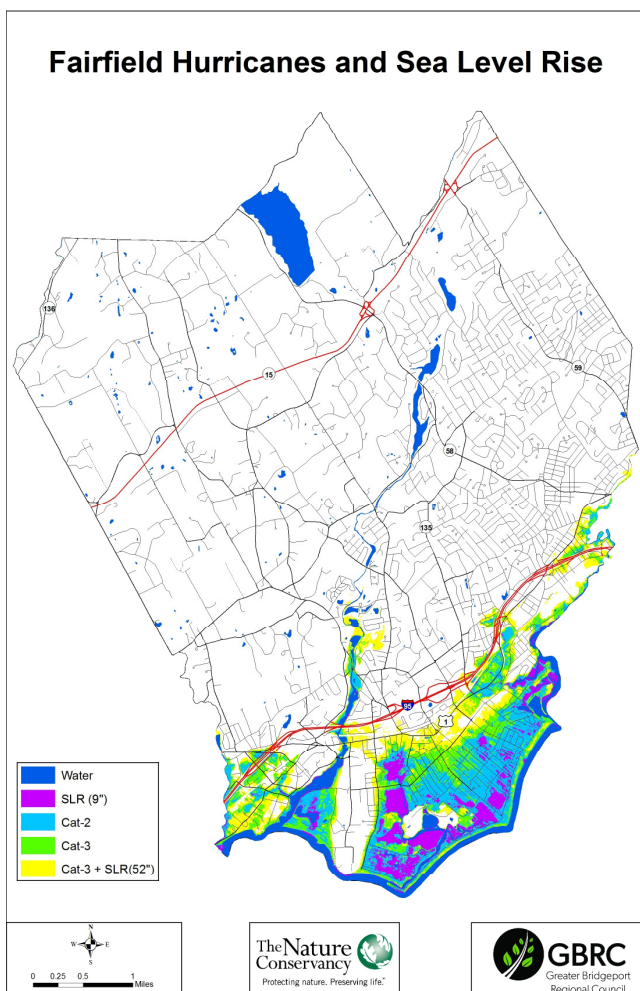 Fairfield Hurricanes and Sea Level Rise
136
15
59
58
135
95
1
Water
SLR (9")
Cat-2
Cat-3
Cat-3 + SLR(52")
N
W E
S
0 0.25 0.5 1
Miles
The Nature
Conservancy
Protecting nature. Preserving life.™
GBRC
Greater Bridgeport
Regional Council